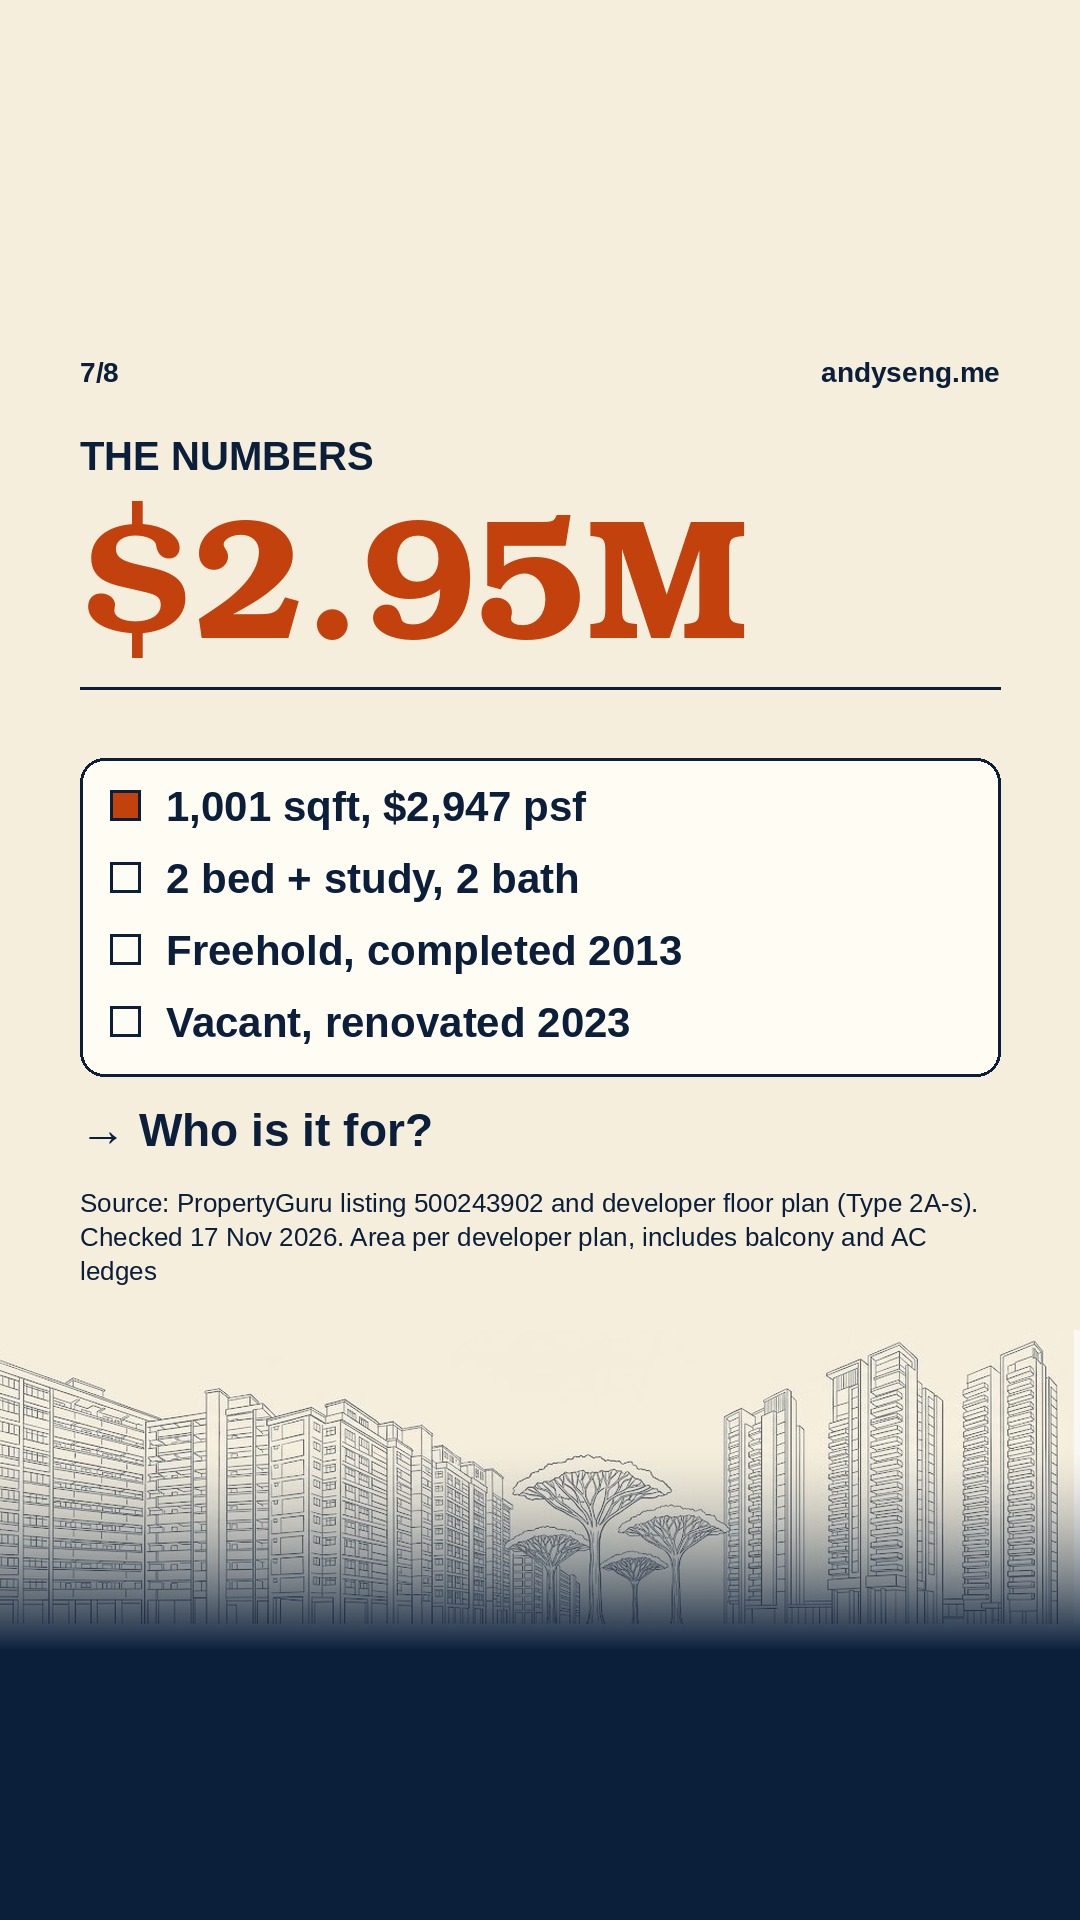 7/8
andyseng.me
THE NUMBERS
$2.95M
1,001 sqft, $2,947 psf
2 bed + study, 2 bath
Freehold, completed 2013
Vacant, renovated 2023
→ Who is it for?
Source: PropertyGuru listing 500243902 and developer floor plan (Type 2A-s).
Checked 17 Nov 2026. Area per developer plan, includes balcony and AC
ledges